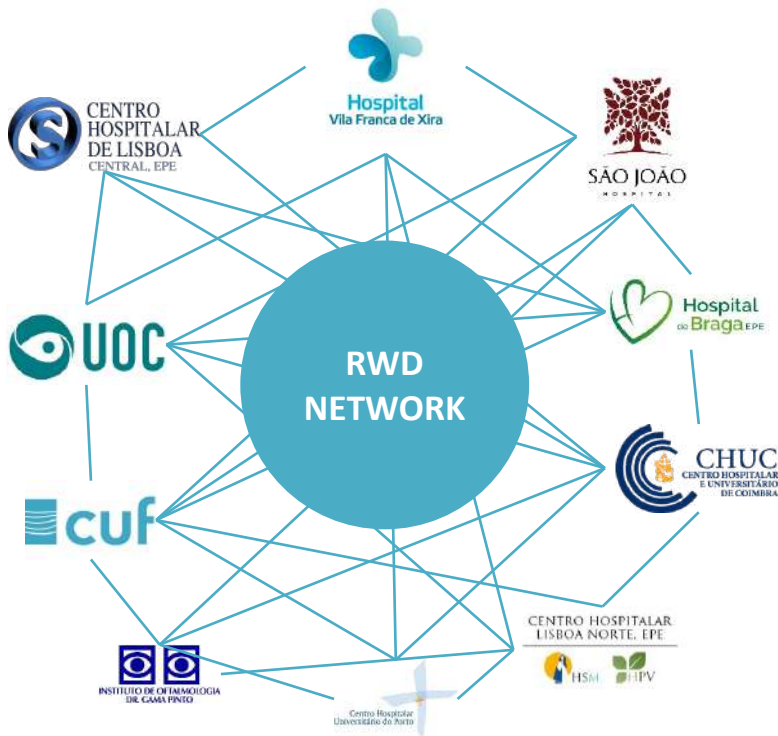 Hospital
Vila Franca de Xira
CENTRO
HOSPITALAR
DE LISBOA
CENTRAL, EPE
SÃO JOÃO
HOSPITAL
UOC
Hospital
de Braga EPE
RWD
NETWORK
CHUC
CENTRO HOSPITALAR
E UNIVERSITÁRIO
DE COIMBRA
cuf
CENTRO HOSPITALAR
LISBOA NORTE, EPE
HSM
HPV
INSTITUTO DE OFTALMOLOGIA
DR. GAMA PINTO
Centro Hospitalar
Universitário do Porto